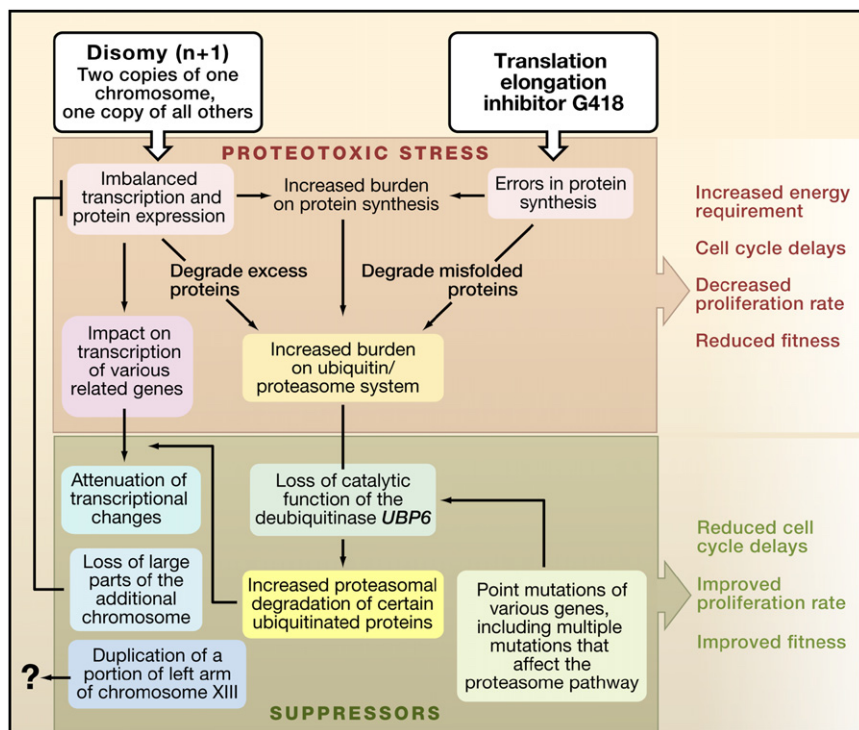 Disomy (n+1)
Two copies of one
chromosome,
one copy of all others
Translation
elongation
inhibitor G418
PROTEOTOXIC STRESS
Imbalanced
transcription and
protein expression
Increased burden
on protein synthesis
Errors in protein
synthesis
Degrade excess
proteins
Degrade misfolded
proteins
Impact on
transcription
of various
related genes
Increased burden
on ubiquitin/
proteasome system
Increased energy
requirement
Cell cycle delays
Decreased
proliferation rate
Reduced fitness
Attenuation of
transcriptional
changes
Loss of catalytic
function of the
deubiquitinase UBP6
Loss of large
parts of the
additional
chromosome
Increased proteasomal
degradation of certain
ubiquitinated proteins
Point mutations of
various genes,
including multiple
mutations that
affect the
proteasome pathway
Duplication of a
portion of left arm
of chromosome XIII
?
SUPPRESSORS
Reduced cell
cycle delays
Improved
proliferation rate
Improved fitness